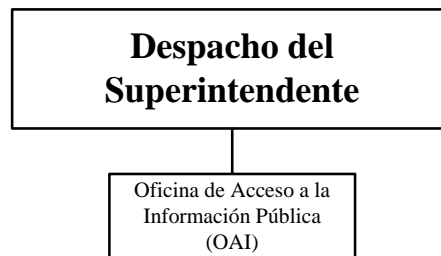 Despacho del
Superintendente
Oficina de Acceso a la
Información Pública
(OAI)